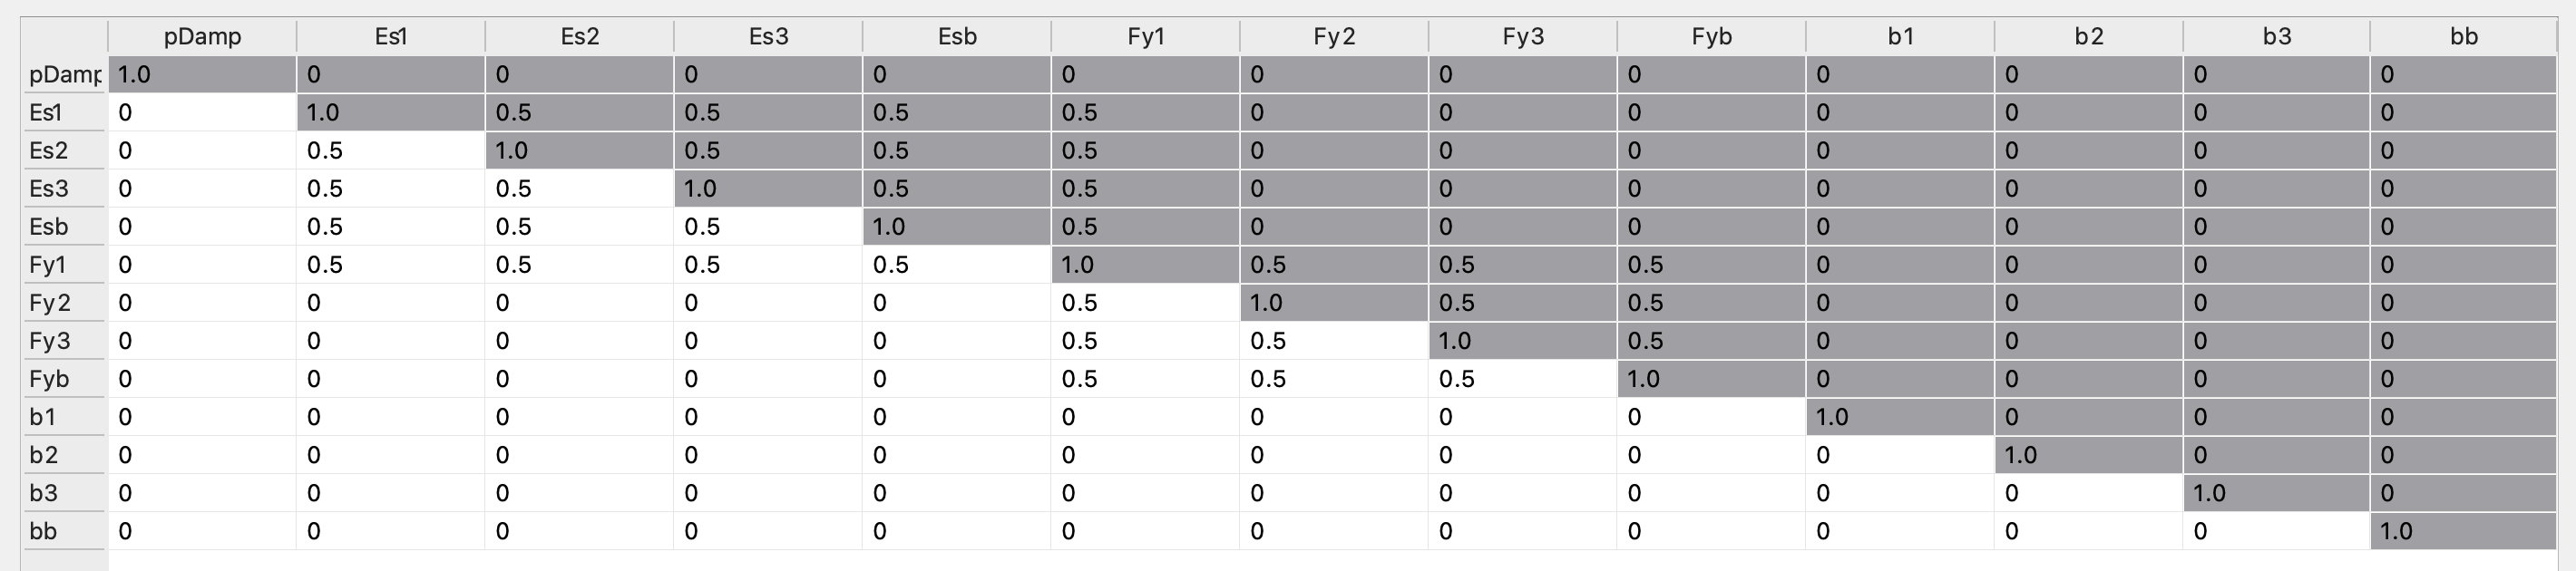 pDamp Es1 Es2 Es3 Esb Fy1 Fy2 Fy3 Fyb b1 b2 b3 bb
pDamp 1.0 0 0 0 0 0 0 0 0 0 0 0 0
Es1 0 1.0 0.5 0.5 0.5 0.5 0 0 0 0 0 0 0
Es2 0 0.5 1.0 0.5 0.5 0.5 0 0 0 0 0 0 0
Es3 0 0.5 0.5 1.0 0.5 0.5 0 0 0 0 0 0 0
Esb 0 0.5 0.5 0.5 1.0 0.5 0 0 0 0 0 0 0
Fy1 0 0.5 0.5 0.5 0.5 1.0 0.5 0.5 0.5 0 0 0 0
Fy2 0 0 0 0 0 0.5 1.0 0.5 0.5 0 0 0 0
Fy3 0 0 0 0 0 0.5 0.5 1.0 0.5 0 0 0 0
Fyb 0 0 0 0 0 0.5 0.5 0.5 1.0 0 0 0 0
b1 0 0 0 0 0 0 0 0 0 1.0 0 0 0
b2 0 0 0 0 0 0 0 0 0 0 1.0 0 0
b3 0 0 0 0 0 0 0 0 0 0 0 1.0 0
bb 0 0 0 0 0 0 0 0 0 0 0 0 1.0